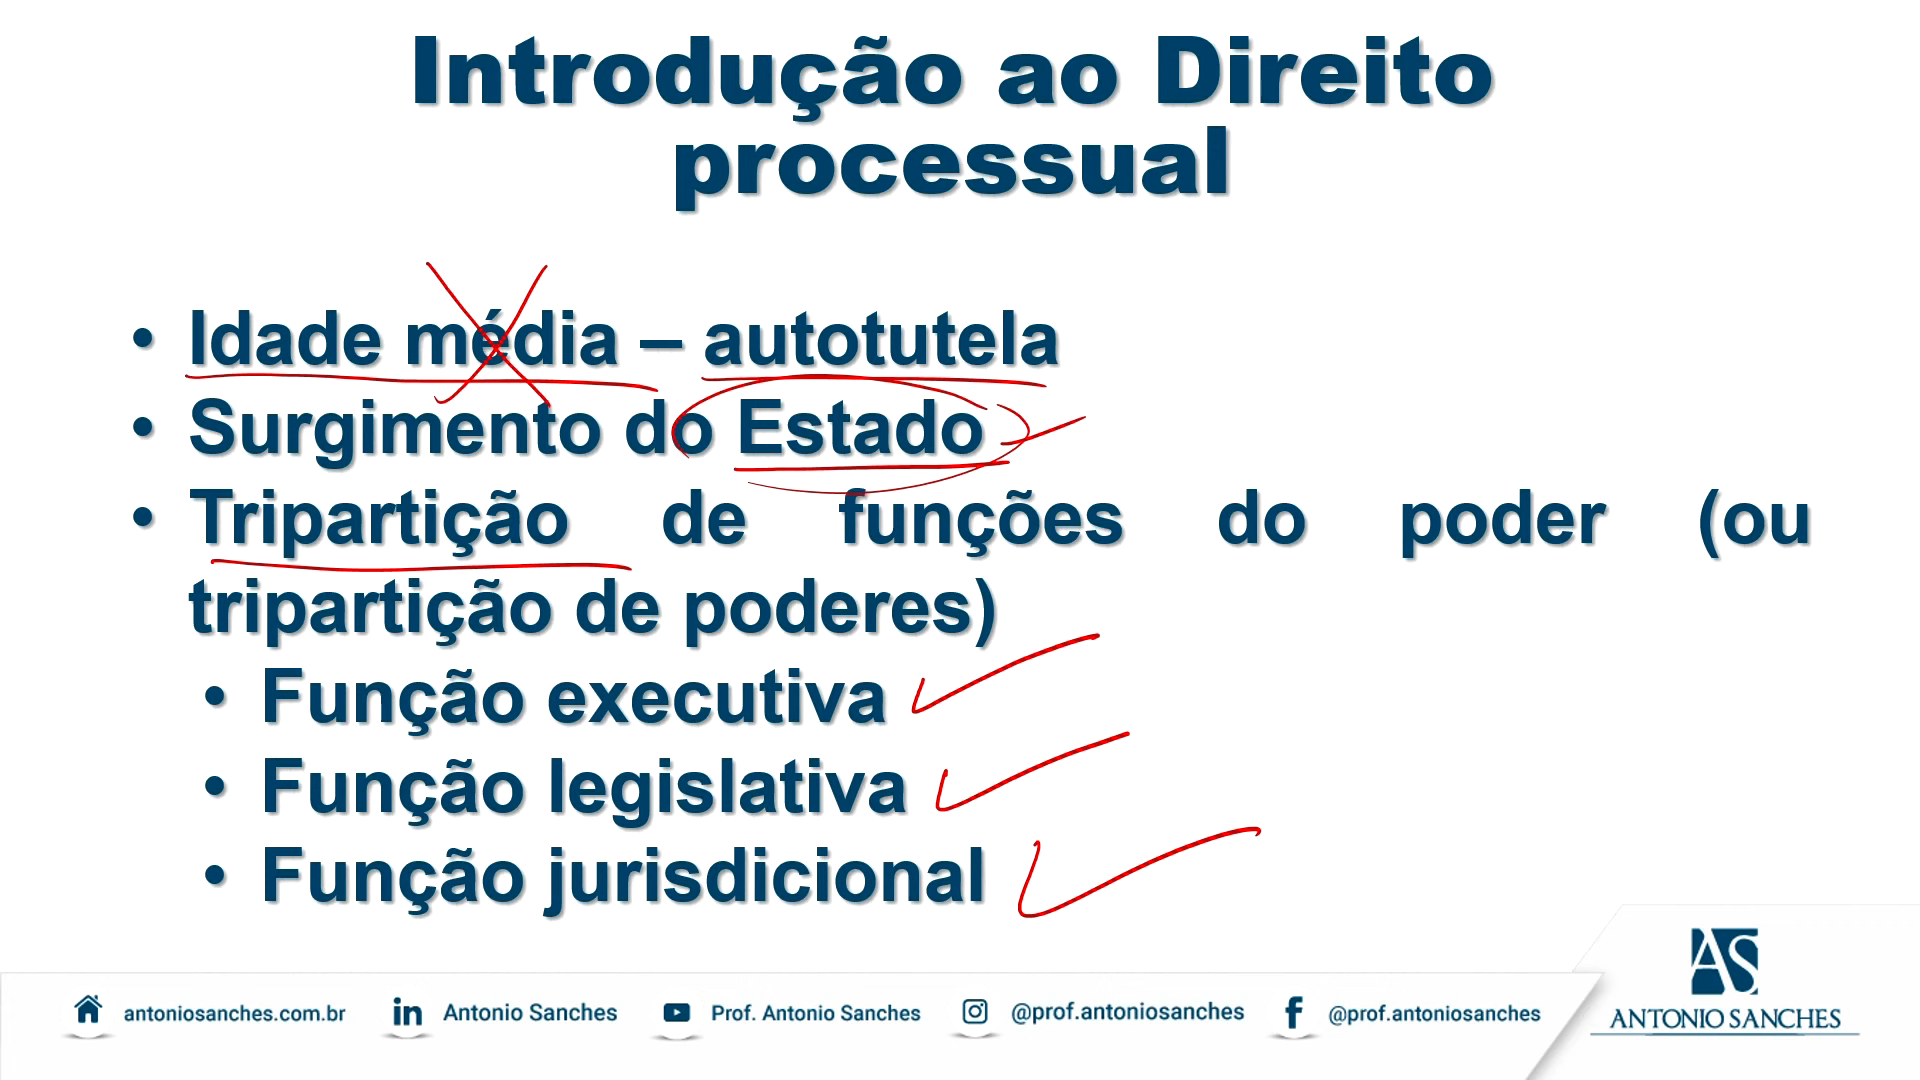 Introdução ao Direito
processual
• Idade média – autotutela
• Surgimento do Estado
• Tripartição de funções do poder (ou
tripartição de poderes)
• Função executiva
• Função legislativa
• Função jurisdicional
antoniosanches.com.br
in Antonio Sanches
Prof. Antonio Sanches
@prof.antoniosanches
f @prof.antoniosanches
AS
ANTONIO SANCHES